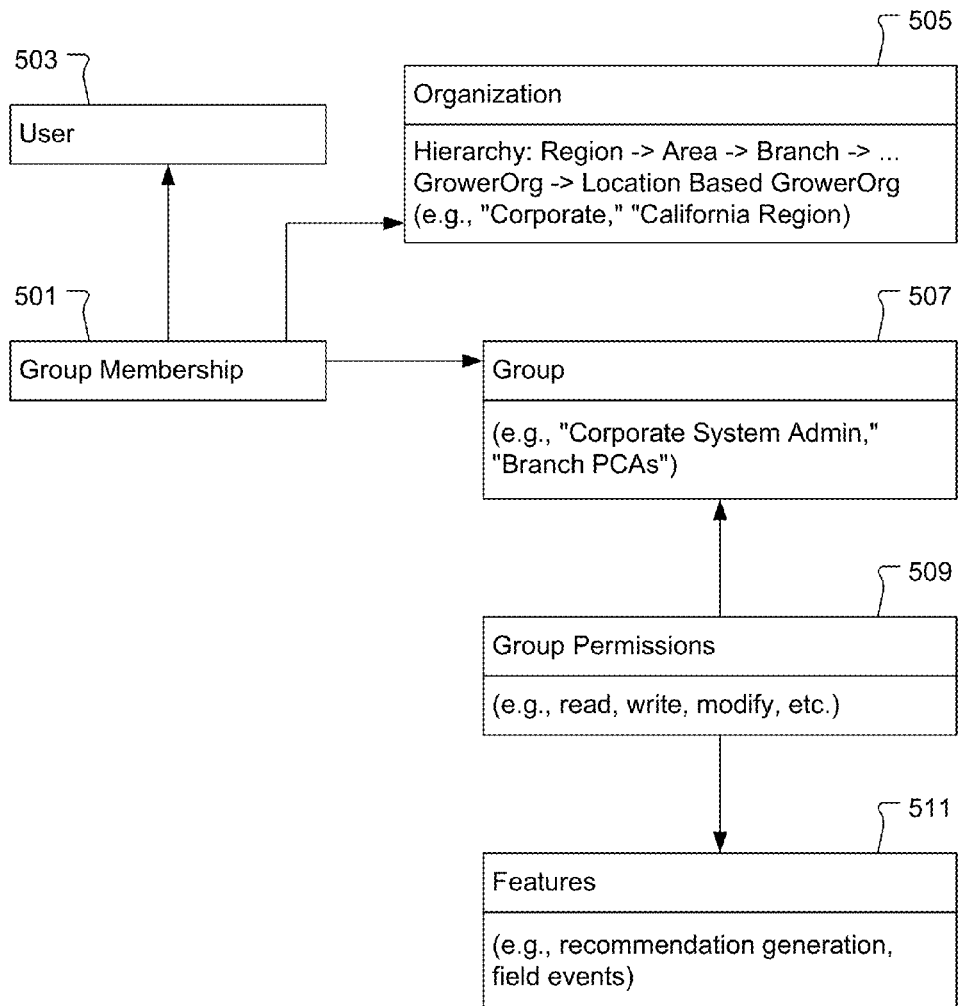 505
503
Organization
User
Hierarchy: Region -> Area -> Branch -> ...
GrowerOrg -> Location Based GrowerOrg
(e.g., "Corporate," "California Region)
501
507
Group Membership
Group
(e.g., "Corporate System Admin,"
"Branch PCAs")
509
Group Permissions
(e.g., read, write, modify, etc.)
511
Features
(e.g., recommendation generation,
field events)